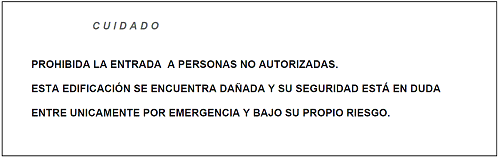 CUIDADO
PROHIBIDA LA ENTRADA A PERSONAS NO AUTORIZADAS.
ESTA EDIFICACIÓN SE ENCUENTRA DAÑADA Y SU SEGURIDAD ESTÁ EN DUDA
ENTRE UNICAMENTE POR EMERGENCIA Y BAJO SU PROPIO RIESGO.